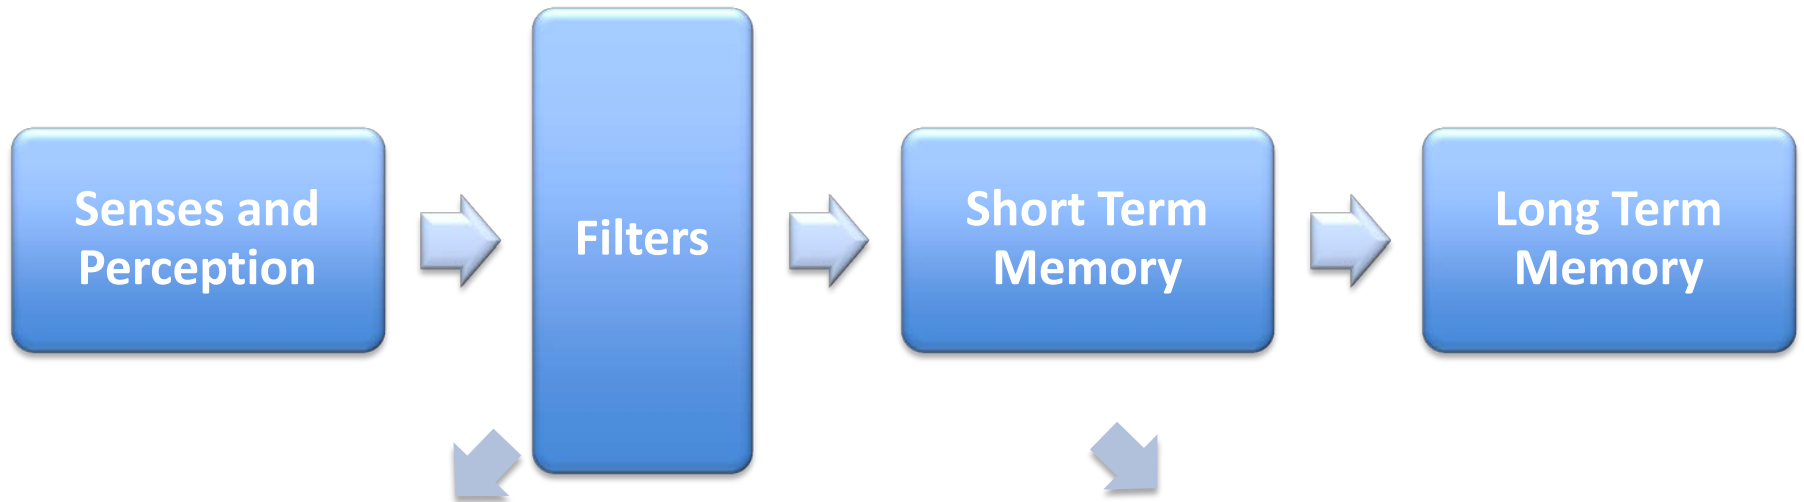 Senses and
Perception
Filters
Short Term
Memory
Long Term
Memory